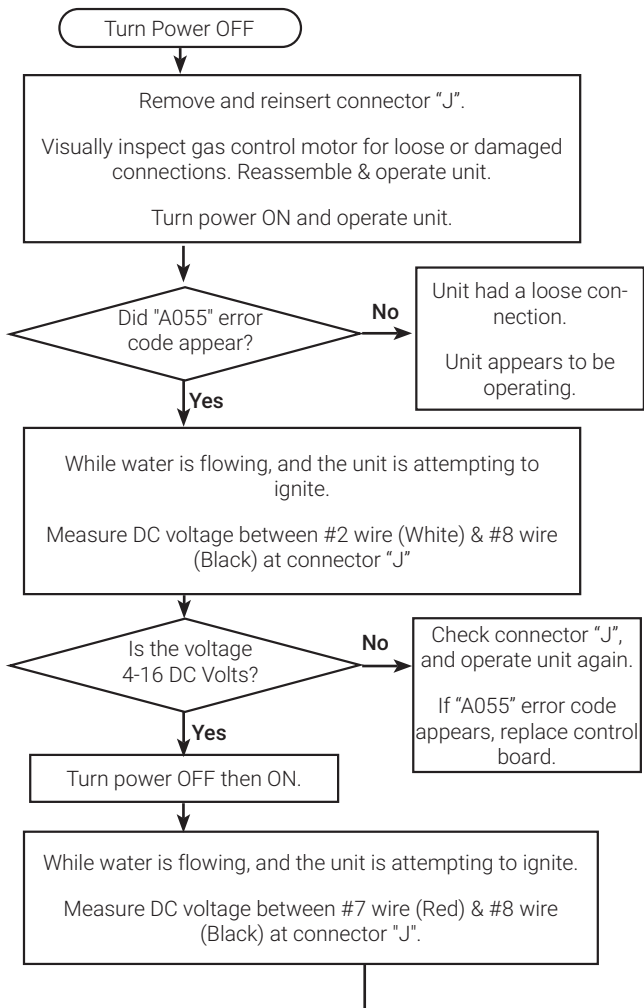 Turn Power OFF
Remove and reinsert connector “J”.
Visually inspect gas control motor for loose or damaged
connections. Reassemble & operate unit.
Turn power ON and operate unit.
Did "A055" error
code appear?
No
Unit had a loose con-
nection.
Unit appears to be
operating.
Yes
While water is flowing, and the unit is attempting to
ignite.
Measure DC voltage between #2 wire (White) & #8 wire
(Black) at connector “J”
Is the voltage
4-16 DC Volts?
No
Check connector “J”,
and operate unit again.
If “A055” error code
appears, replace control
board.
Yes
Turn power OFF then ON.
While water is flowing, and the unit is attempting to ignite.
Measure DC voltage between #7 wire (Red) & #8 wire
(Black) at connector "J".